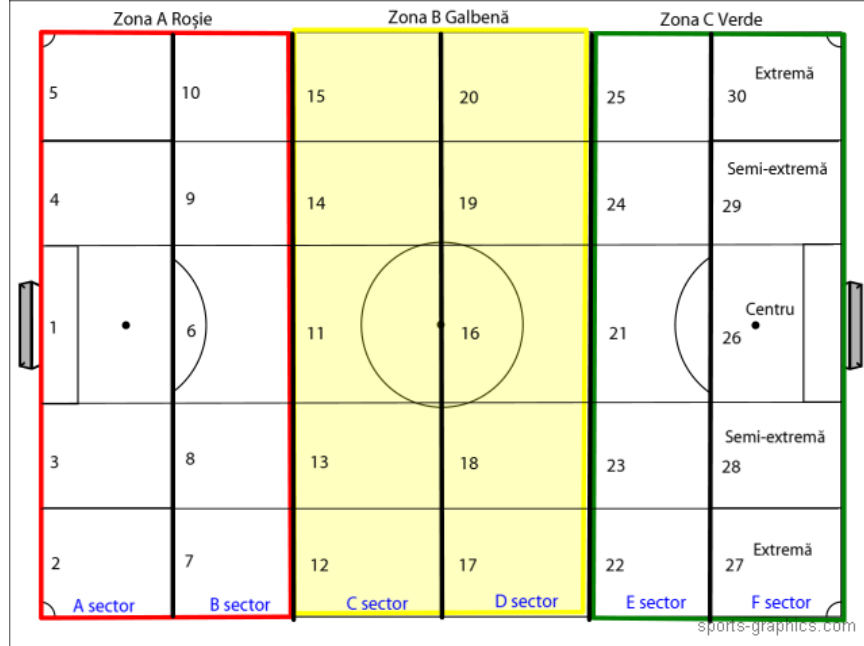 Zona A Roșie Zona B Galbenă Zona C Verde
5 10 15 20 25 30 Extremă
4 9 14 19 24 29 Semi-extremă
1 6 11 16 21 26 Centru
3 8 13 18 23 28 Semi-extremă
2 7 12 17 22 27 Extremă
A sector B sector C sector D sector E sector F sector
sports-graphics.com